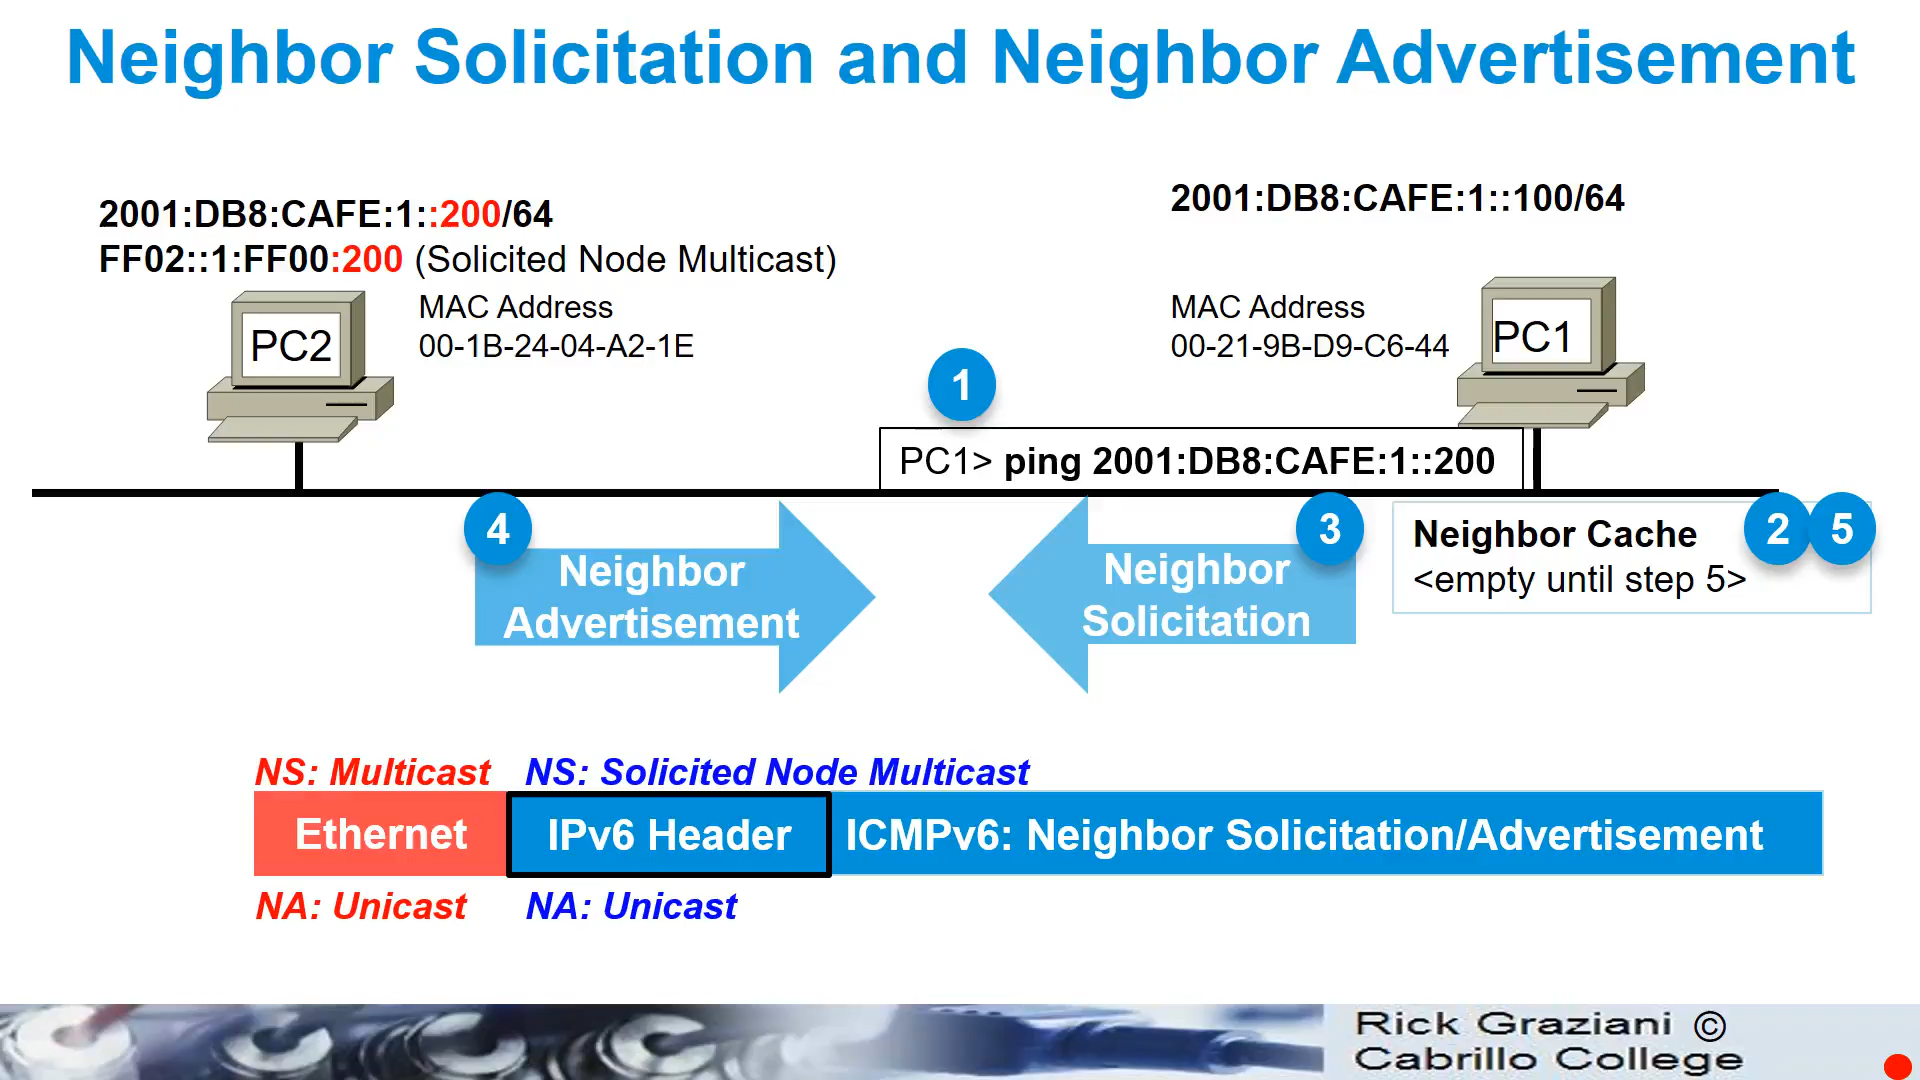 Neighbor Solicitation and Neighbor Advertisement
2001:DB8:CAFE:1::200/64
FF02::1:FF00:200 (Solicited Node Multicast)
MAC Address
00-1B-24-04-A2-1E
PC2
2001:DB8:CAFE:1::100/64
MAC Address
00-21-9B-D9-C6-44
PC1
1
PC1> ping 2001:DB8:CAFE:1::200
4
Neighbor
Advertisement
3
Neighbor
Solicitation
Neighbor Cache
<empty until step 5>
2
5
NS: Multicast
NS: Solicited Node Multicast
Ethernet
IPv6 Header
ICMPv6: Neighbor Solicitation/Advertisement
NA: Unicast
NA: Unicast
Rick Graziani ©
Cabrillo College